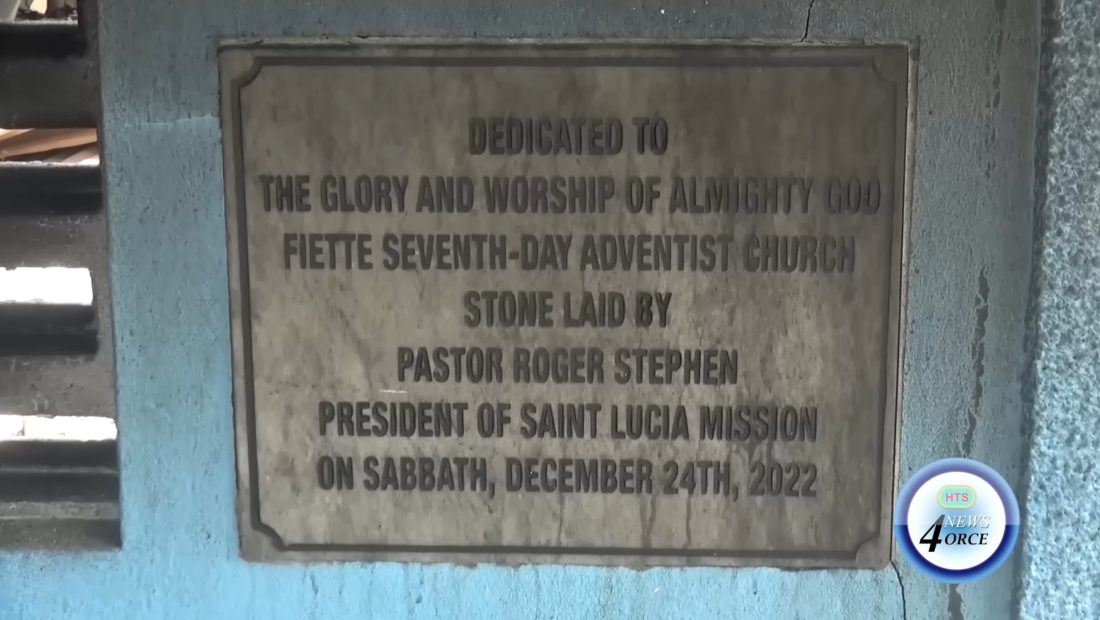 DEDICATED TO
THE GLORY AND WORSHIP OF ALMIGHTY GOD
FIETTE SEVENTH-DAY ADVENTIST CHURCH
STONE LAID BY
PASTOR ROGER STEPHEN
PRESIDENT OF SAINT LUCIA MISSION
ON SABBATH, DECEMBER 24TH, 2022
HTS
NEWS
4ORCE